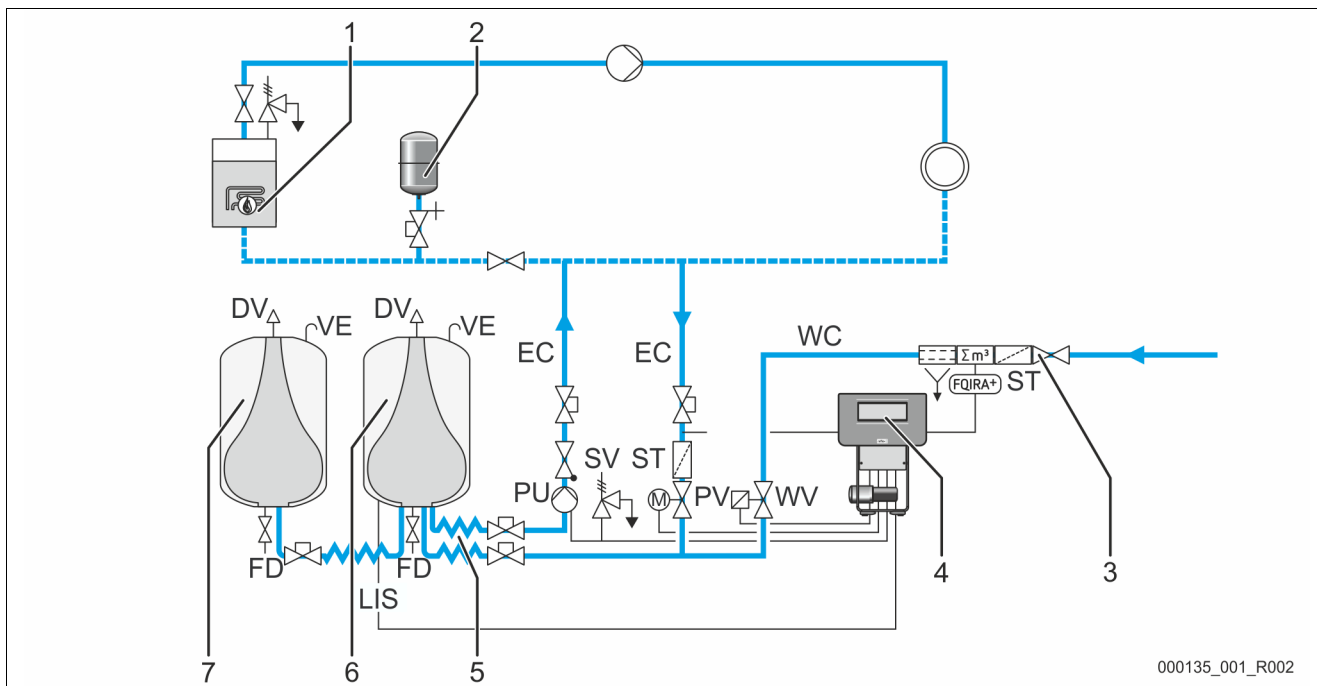 1 2
DV VE DV VE
EC EC WC
Σm³
FQIRA+ ST
SV ST
PU M PV WV
FD FD
LIS
7 6 5 4 3
000135_001_R002